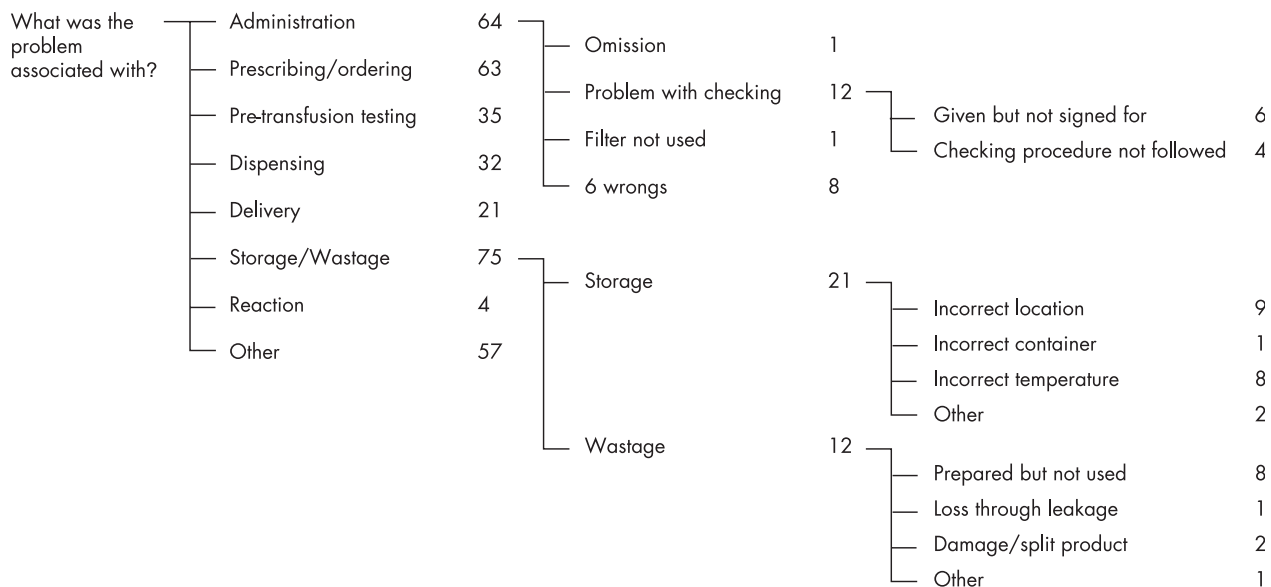 What was the
problem
associated with?
Administration 64
Prescribing/ordering 63
Pre-transfusion testing 35
Dispensing 32
Delivery 21
Storage/Wastage 75
Reaction 4
Other 57
Omission 1
Problem with checking 12
Filter not used 1
6 wrongs 8
Given but not signed for 6
Checking procedure not followed 4
Storage 21
Incorrect location 9
Incorrect container 1
Incorrect temperature 8
Other 2
Wastage 12
Prepared but not used 8
Loss through leakage 1
Damage/split product 2
Other 1